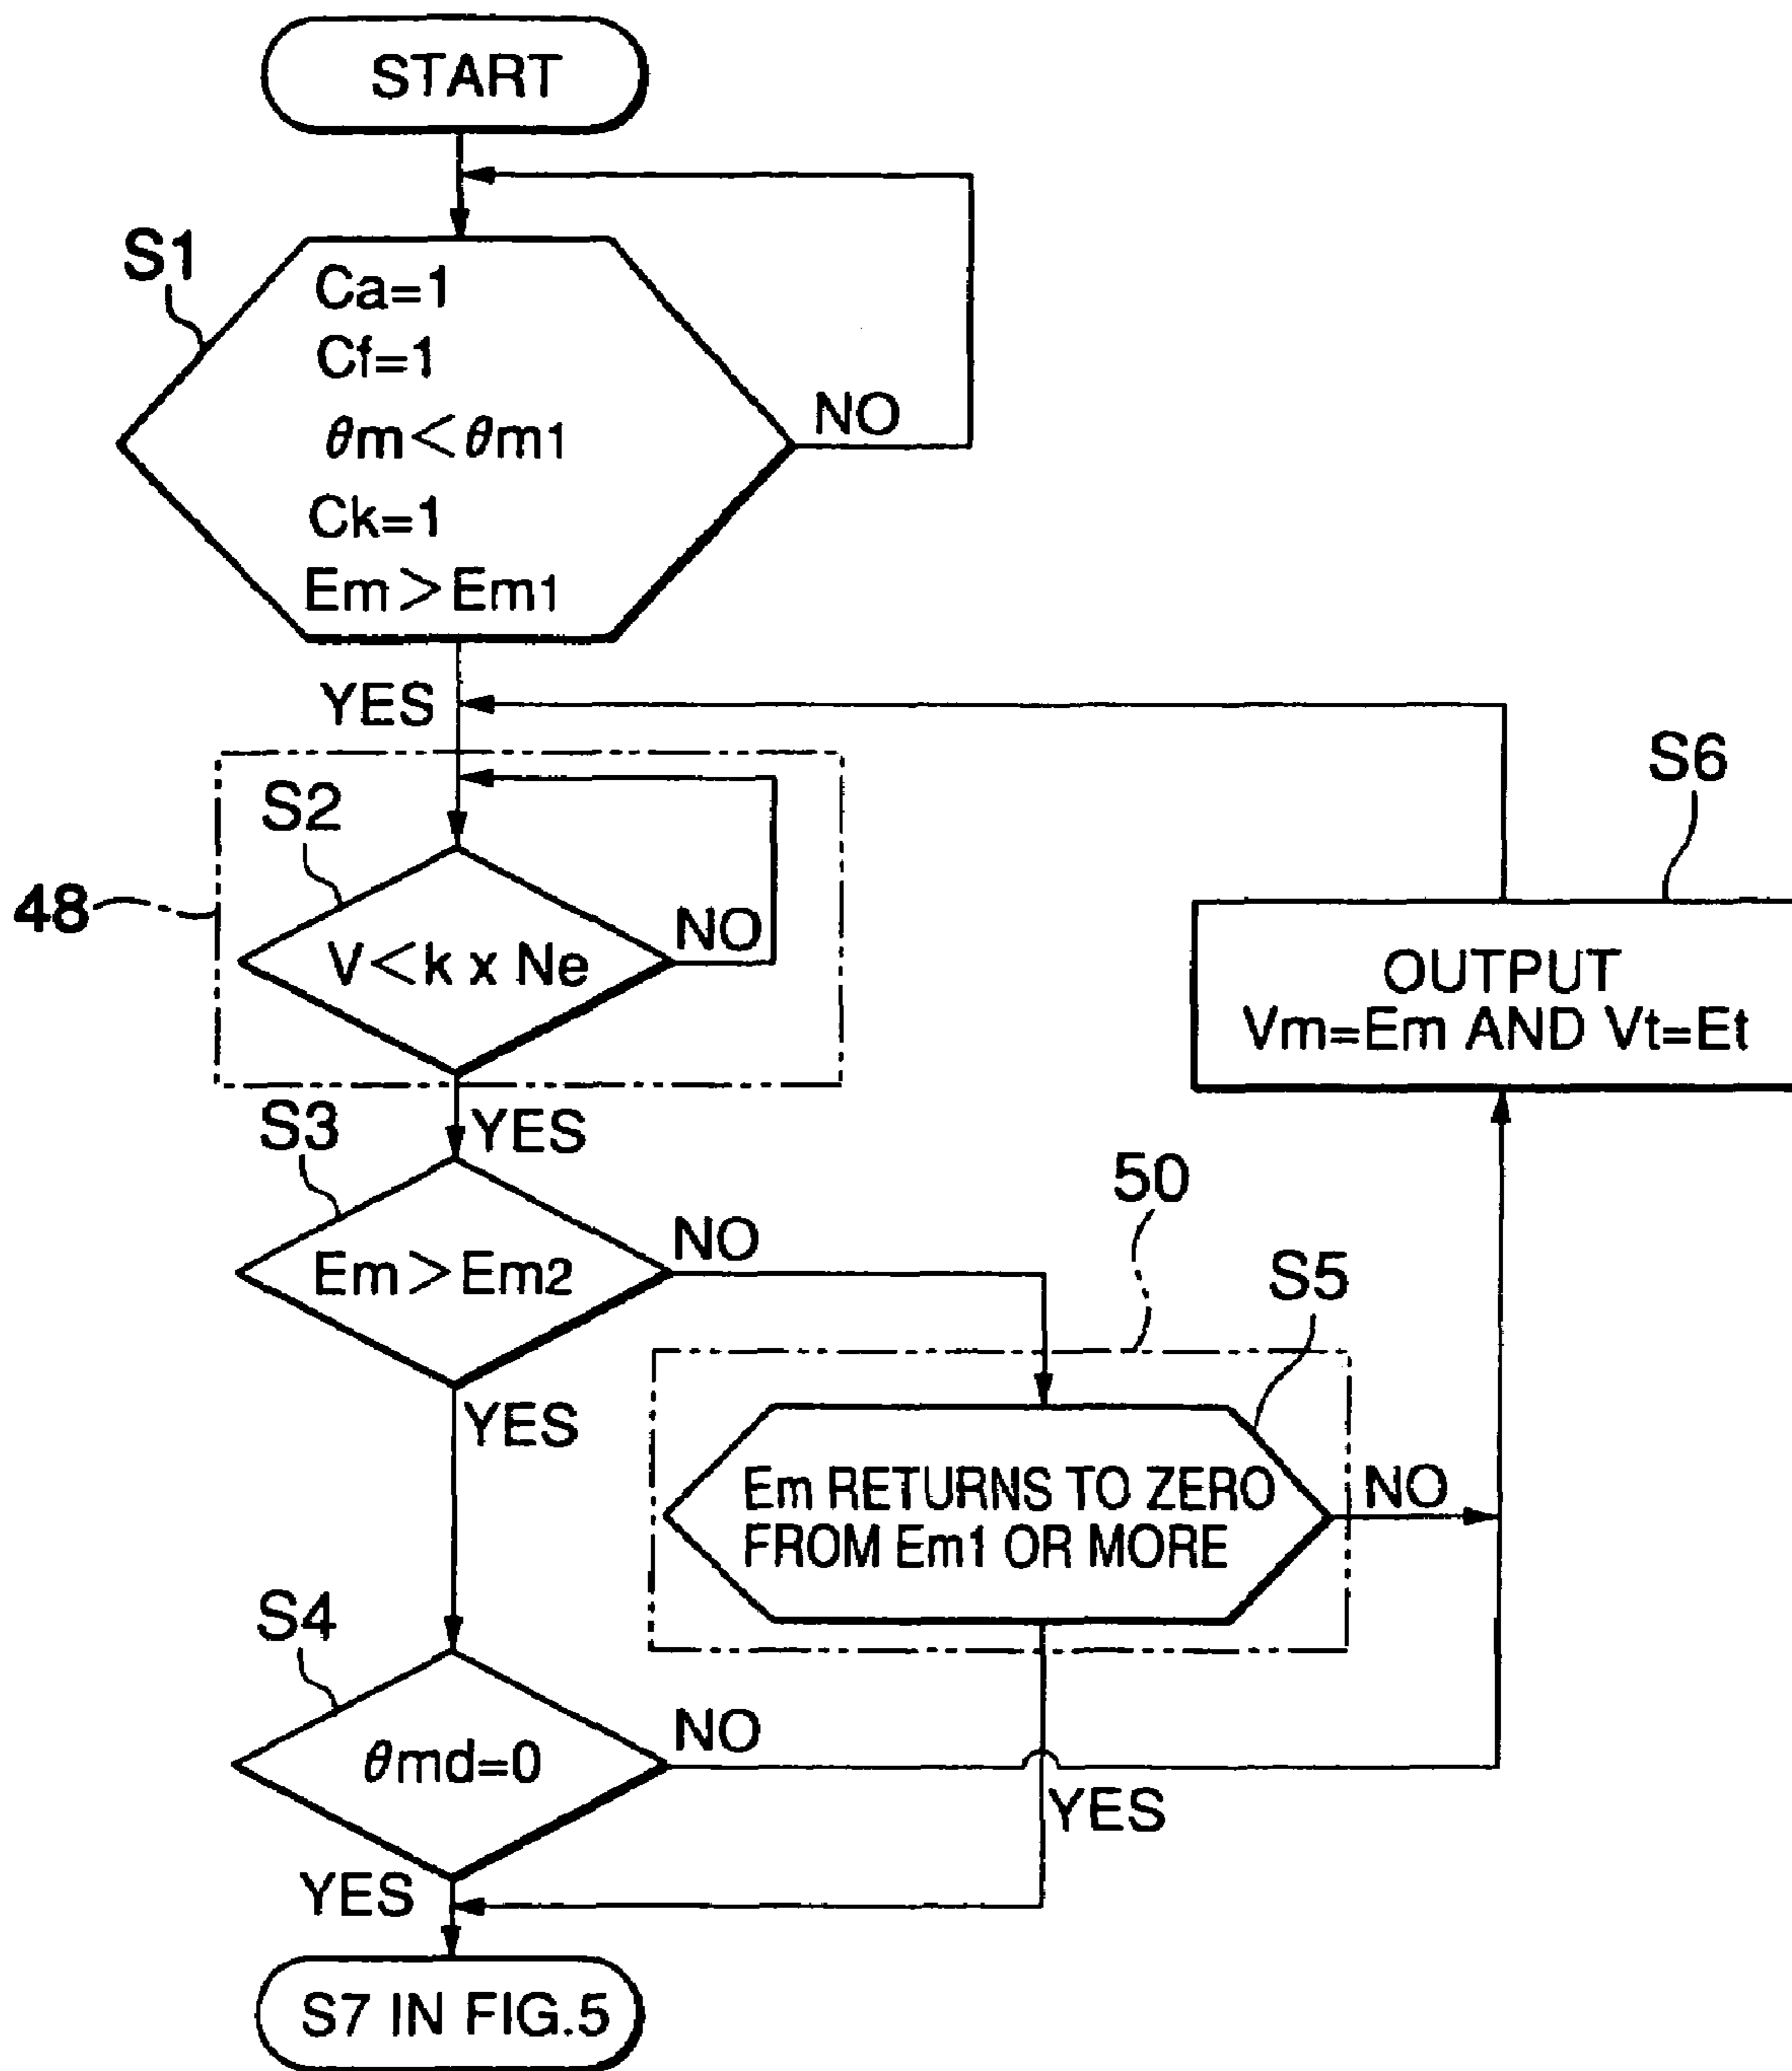 START
S1
Ca=1
Cf=1
θm<θm1
Ck=1
Em>Em1
NO
YES
S6
S2
48
V<k x Ne
NO
OUTPUT
Vm=Em AND Vt=Et
YES
S3
50
Em>Em2
NO
S5
YES
Em RETURNS TO ZERO
FROM Em1 OR MORE
NO
S4
θmd=0
NO
YES
YES
S7 IN FIG.5